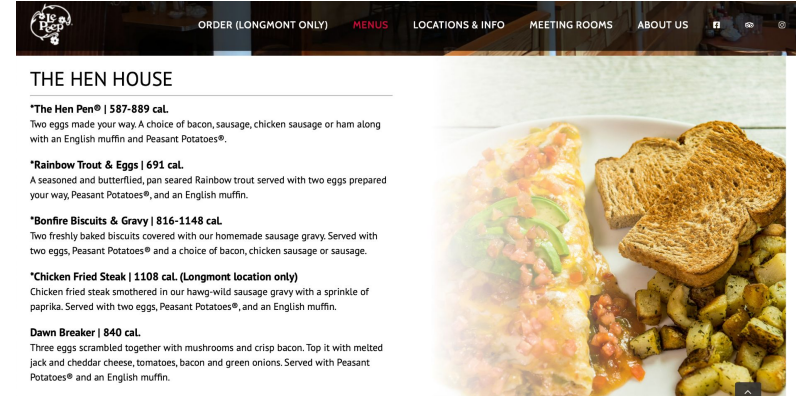 Le
Peep
ORDER (LONGMONT ONLY) MENUS LOCATIONS & INFO MEETING ROOMS ABOUT US
THE HEN HOUSE
*The Hen Pen® | 587-889 cal.
Two eggs made your way. A choice of bacon, sausage, chicken sausage or ham along
with an English muffin and Peasant Potatoes®.
*Rainbow Trout & Eggs | 691 cal.
A seasoned and butterflied, pan seared Rainbow trout served with two eggs prepared
your way, Peasant Potatoes®, and an English muffin.
*Bonfire Biscuits & Gravy | 816-1148 cal.
Two freshly baked biscuits covered with our homemade sausage gravy. Served with
two eggs, Peasant Potatoes® and a choice of bacon, chicken sausage or sausage.
*Chicken Fried Steak | 1108 cal. (Longmont location only)
Chicken fried steak smothered in our hawg-wild sausage gravy with a sprinkle of
paprika. Served with two eggs, Peasant Potatoes®, and an English muffin.
Dawn Breaker | 840 cal.
Three eggs scrambled together with mushrooms and crisp bacon. Top it with melted
jack and cheddar cheese, tomatoes, bacon and green onions. Served with Peasant
Potatoes® and an English muffin.